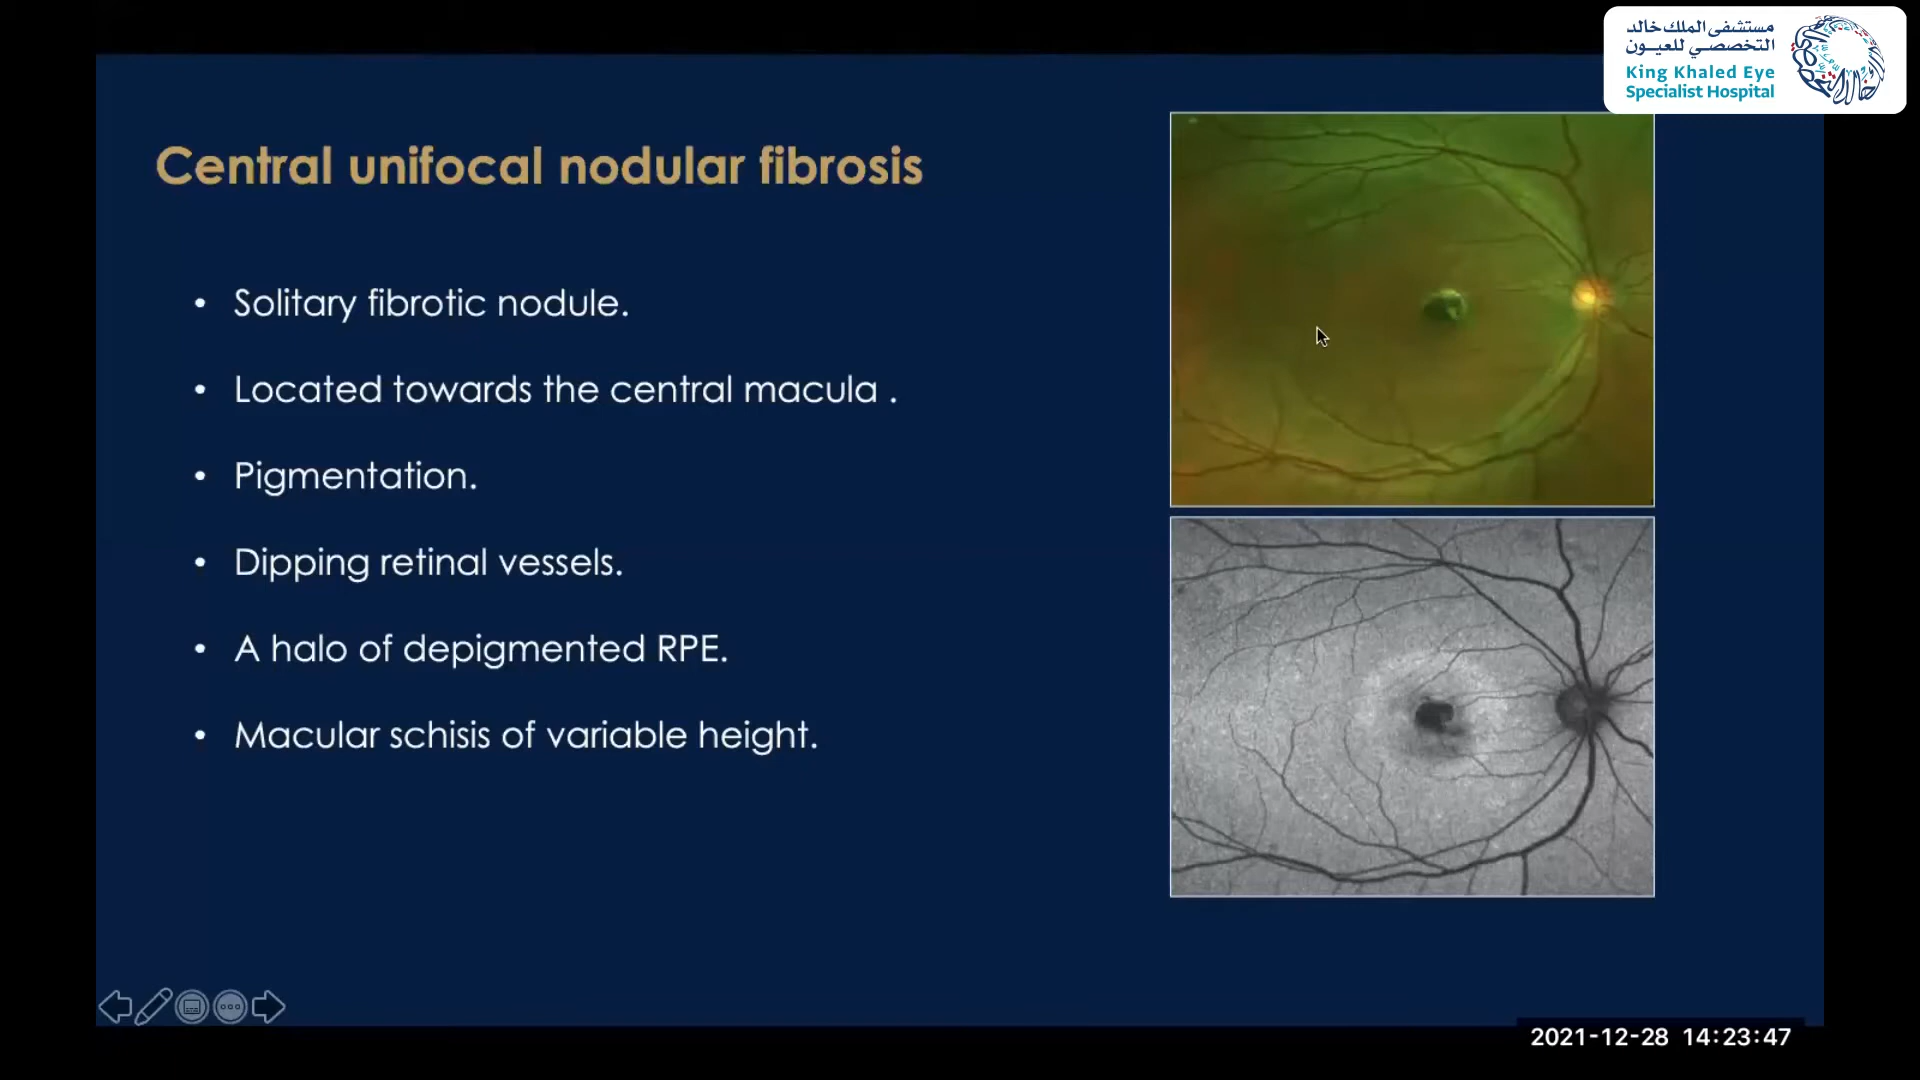 مستشفى الملك خالد
التخصصي للعيون
King Khaled Eye
Specialist Hospital
Central unifocal nodular fibrosis
• Solitary fibrotic nodule.
• Located towards the central macula .
• Pigmentation.
• Dipping retinal vessels.
• A halo of depigmented RPE.
• Macular schisis of variable height.
2021-12-28 14:23:47